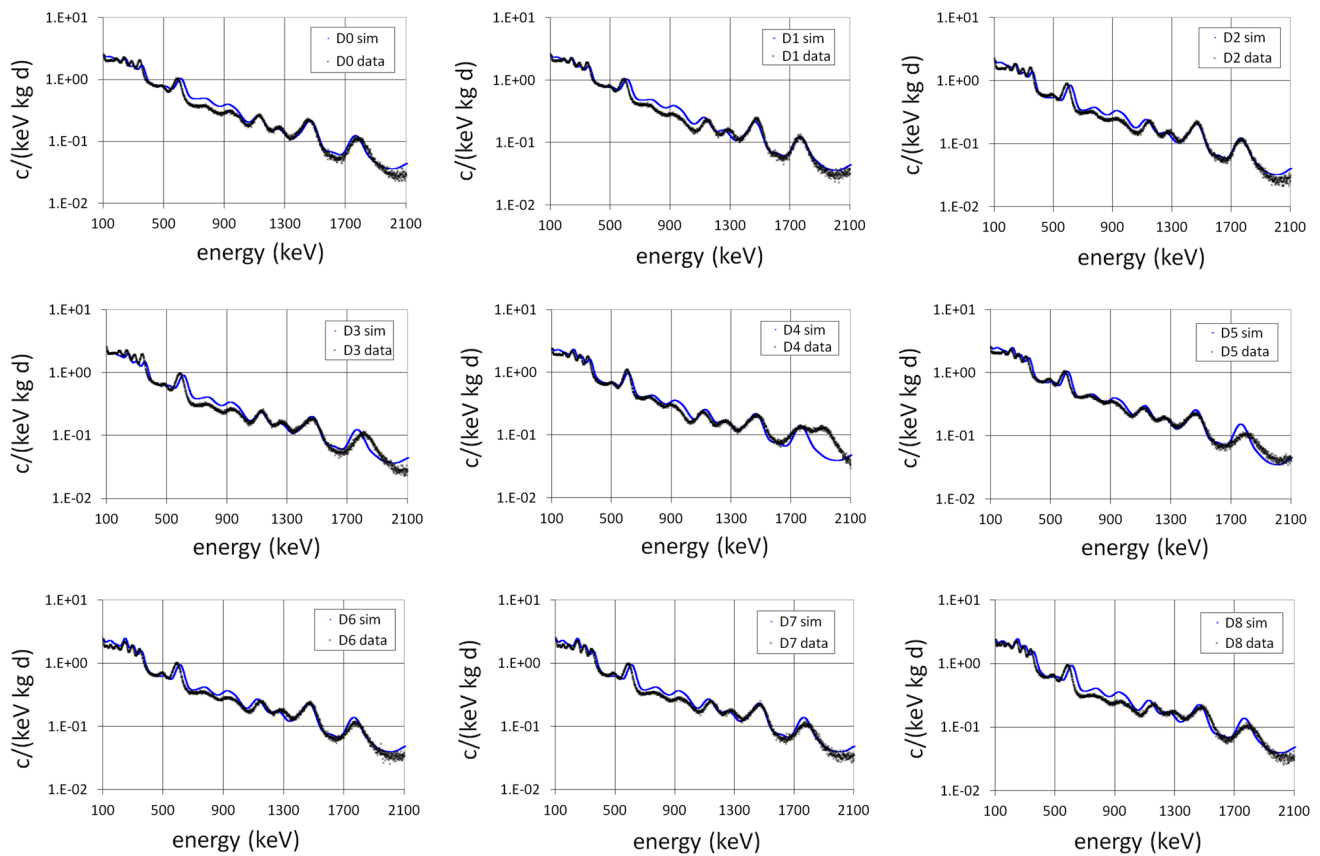 1.E+01
1.E+00
1.E-01
1.E-02
c/(keV kg d)
D0 sim
D0 data
100 500 900 1300 1700 2100
energy (keV)
1.E+01
1.E+00
1.E-01
1.E-02
c/(keV kg d)
D1 sim
D1 data
100 500 900 1300 1700 2100
energy (keV)
1.E+01
1.E+00
1.E-01
1.E-02
c/(keV kg d)
D2 sim
D2 data
100 500 900 1300 1700 2100
energy (keV)
1.E+01
1.E+00
1.E-01
1.E-02
c/(keV kg d)
D3 sim
D3 data
100 500 900 1300 1700 2100
energy (keV)
1.E+01
1.E+00
1.E-01
1.E-02
c/(keV kg d)
D4 sim
D4 data
100 500 900 1300 1700 2100
energy (keV)
1.E+01
1.E+00
1.E-01
1.E-02
c/(keV kg d)
D5 sim
D5 data
100 500 900 1300 1700 2100
energy (keV)
1.E+01
1.E+00
1.E-01
1.E-02
c/(keV kg d)
D6 sim
D6 data
100 500 900 1300 1700 2100
energy (keV)
1.E+01
1.E+00
1.E-01
1.E-02
c/(keV kg d)
D7 sim
D7 data
100 500 900 1300 1700 2100
energy (keV)
1.E+01
1.E+00
1.E-01
1.E-02
c/(keV kg d)
D8 sim
D8 data
100 500 900 1300 1700 2100
energy (keV)